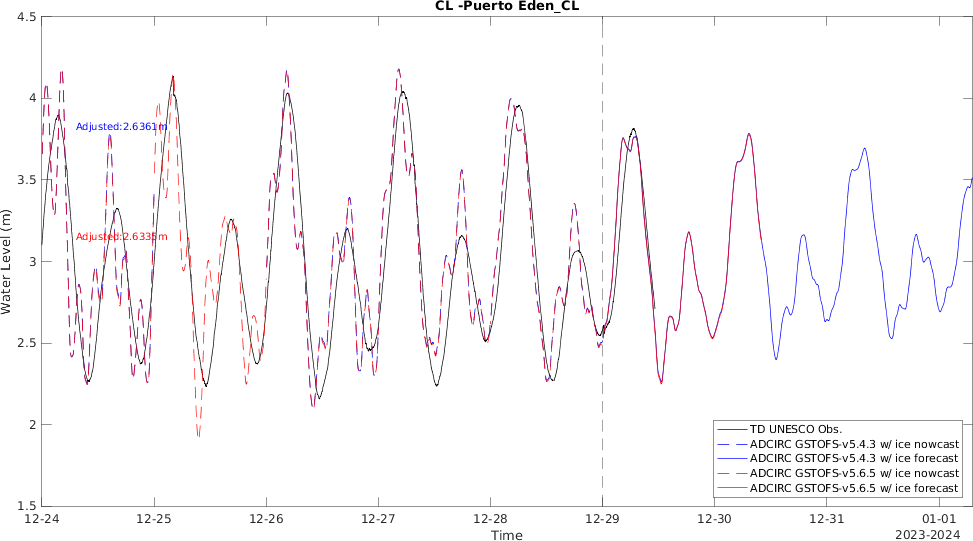 CL -Puerto Eden_CL
4.5
4
3.5
3
2.5
2
1.5
Water Level (m)
Adjusted:2.6361m
Adjusted:2.6335m
TD UNESCO Obs.
ADCIRC GSTOFS-v5.4.3 w/ ice nowcast
ADCIRC GSTOFS-v5.4.3 w/ ice forecast
ADCIRC GSTOFS-v5.6.5 w/ ice nowcast
ADCIRC GSTOFS-v5.6.5 w/ ice forecast
12-24 12-25 12-26 12-27 12-28 12-29 12-30 12-31 01-01
Time
2023-2024